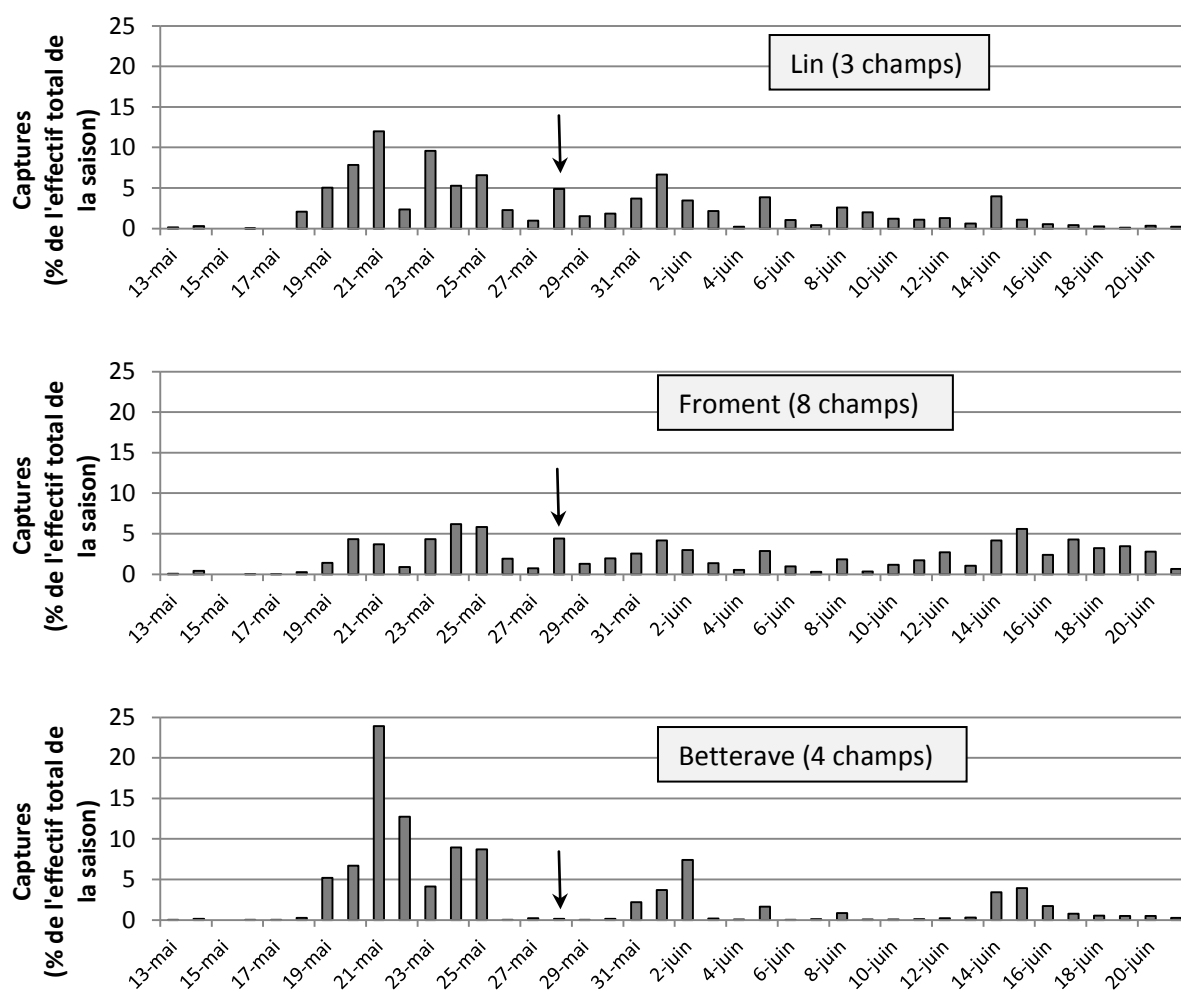 Captures
(% de l'effectif total de
la saison)
25
20
15
10
5
0
Lin (3 champs)
13-mai
15-mai
17-mai
19-mai
21-mai
23-mai
25-mai
27-mai
29-mai
31-mai
2-juin
4-juin
6-juin
8-juin
10-juin
12-juin
14-juin
16-juin
18-juin
20-juin
Captures
(% de l'effectif total de
la saison)
25
20
15
10
5
0
Froment (8 champs)
13-mai
15-mai
17-mai
19-mai
21-mai
23-mai
25-mai
27-mai
29-mai
31-mai
2-juin
4-juin
6-juin
8-juin
10-juin
12-juin
14-juin
16-juin
18-juin
20-juin
Captures
(% de l'effectif total de
la saison)
25
20
15
10
5
0
Betterave (4 champs)
13-mai
15-mai
17-mai
19-mai
21-mai
23-mai
25-mai
27-mai
29-mai
31-mai
2-juin
4-juin
6-juin
8-juin
10-juin
12-juin
14-juin
16-juin
18-juin
20-juin